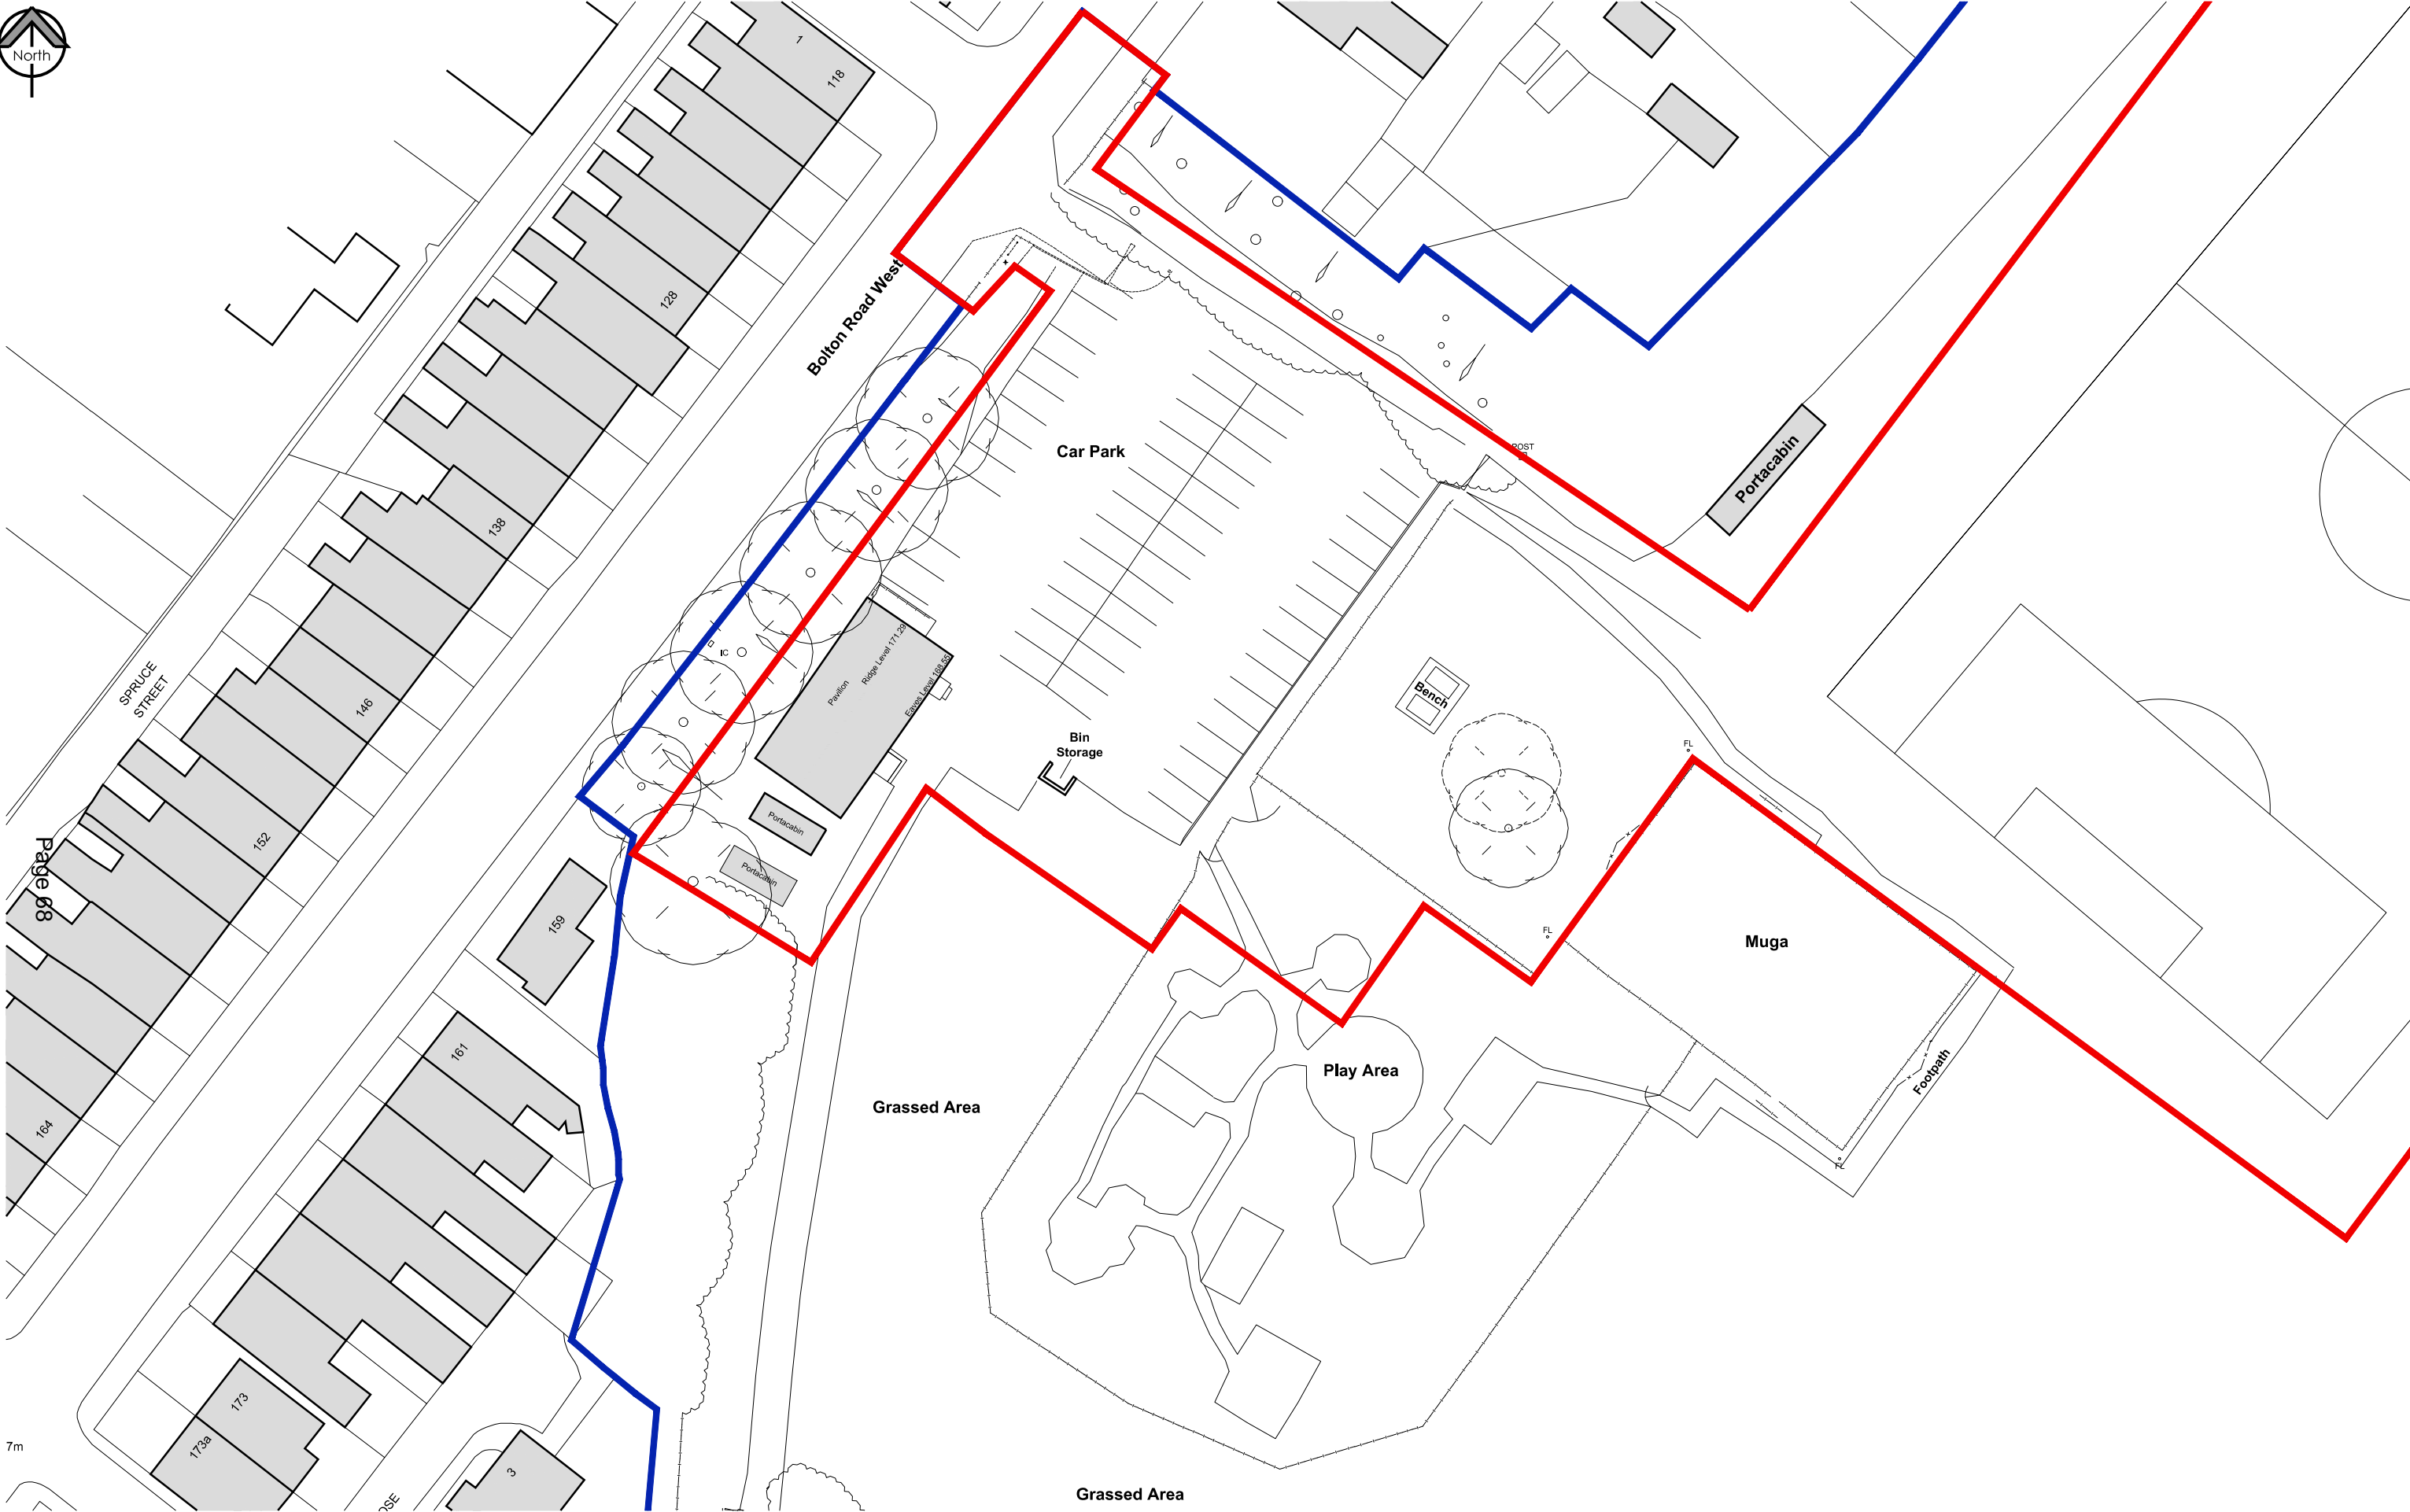 North
1
118
128
Bolton Road West
Car Park
POST
Portacabin
138
SPRUCE
STREET
146
IC
Pavilion
Ridge Level 171.29
Eaves Level 168.55
Bench
Bin
Storage
FL
152
Page 68
Portacabin
Portacabin
159
FL
Muga
161
164
Grassed Area
Play Area
Footpath
FL
173
173a
7m
3
OSE
Grassed Area